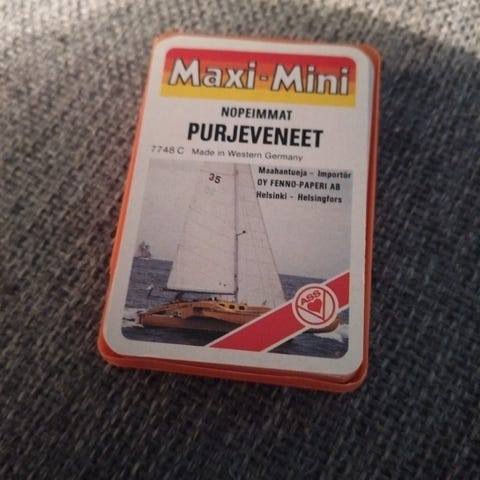 Maxi-Mini
NOPEIMMAT
PURJEVENEET
7748 C Made in Western Germany
Maahantuoja - Importör
OY FENNO-PAPERI AB
Helsinki - Helsingfors
35
ASS